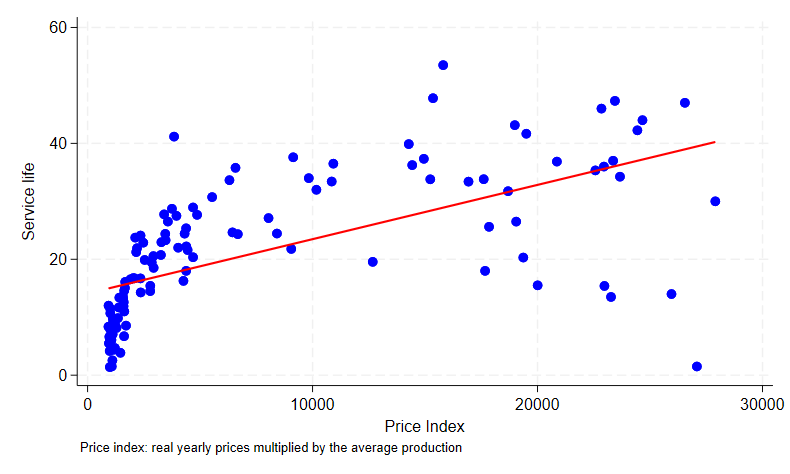 60
40
20
0
Service life
0 10000 20000 30000
Price Index
Price index: real yearly prices multiplied by the average production